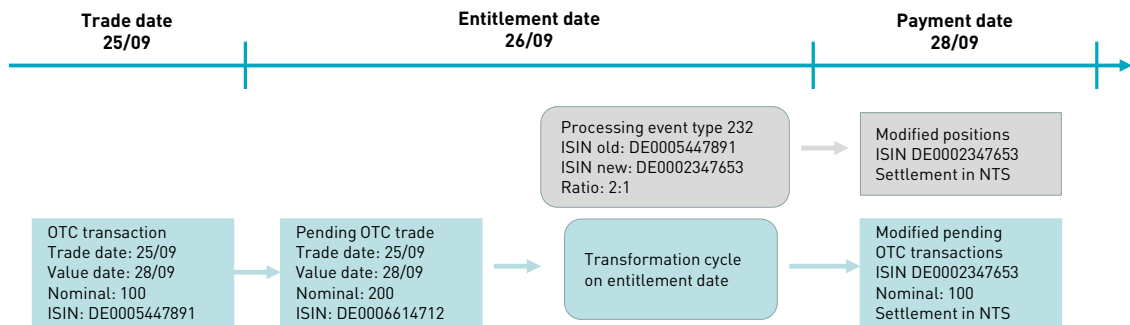 Trade date
25/09
Entitlement date
26/09
Payment date
28/09
Processing event type 232
ISIN old: DE0005447891
ISIN new: DE0002347653
Ratio: 2:1
Modified positions
ISIN DE0002347653
Settlement in NTS
OTC transaction
Trade date: 25/09
Value date: 28/09
Nominal: 100
ISIN: DE0005447891
Pending OTC trade
Trade date: 25/09
Value date: 28/09
Nominal: 200
ISIN: DE0006614712
Transformation cycle
on entitlement date
Modified pending
OTC transactions
ISIN DE0002347653
Nominal: 100
Settlement in NTS